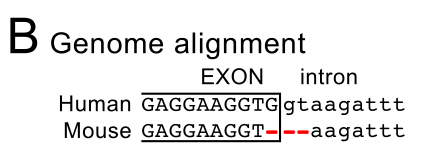 B Genome alignment
EXON intron
Human GAGGAAGGTGgtaagattt
Mouse GAGGAAGGT---aagattt